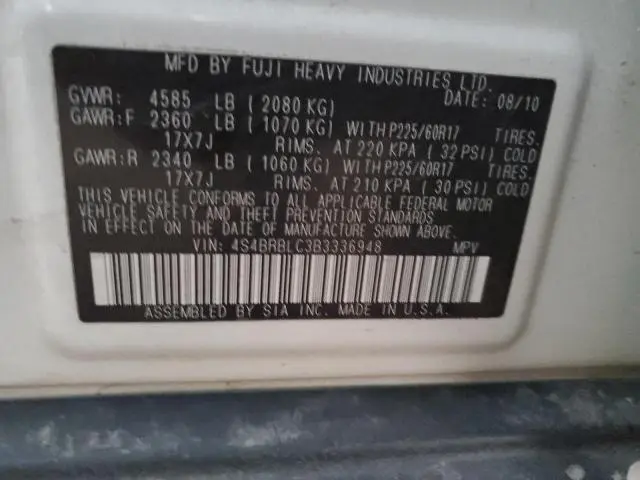 MFD BY FUJI HEAVY INDUSTRIES LTD.
GVWR: 4585 LB (2080 KG) DATE: 08/10
GAWR:F 2360 LB (1070 KG) WITH P225/60R17 TIRES.
17X7J RIMS. AT 220 KPA (32 PSI) COLD
GAWR:R 2340 LB (1060 KG) WITH P225/60R17 TIRES.
17X7J RIMS. AT 210 KPA (30 PSI) COLD
THIS VEHICLE CONFORMS TO ALL APPLICABLE FEDERAL MOTOR
VEHICLE SAFETY AND THEFT PREVENTION STANDARDS
IN EFFECT ON THE DATE OF MANUFACTURE SHOWN ABOVE.
VIN: 4S4BRBLC3B3336948 MPV
ASSEMBLED BY SIA INC. MADE IN U.S.A.